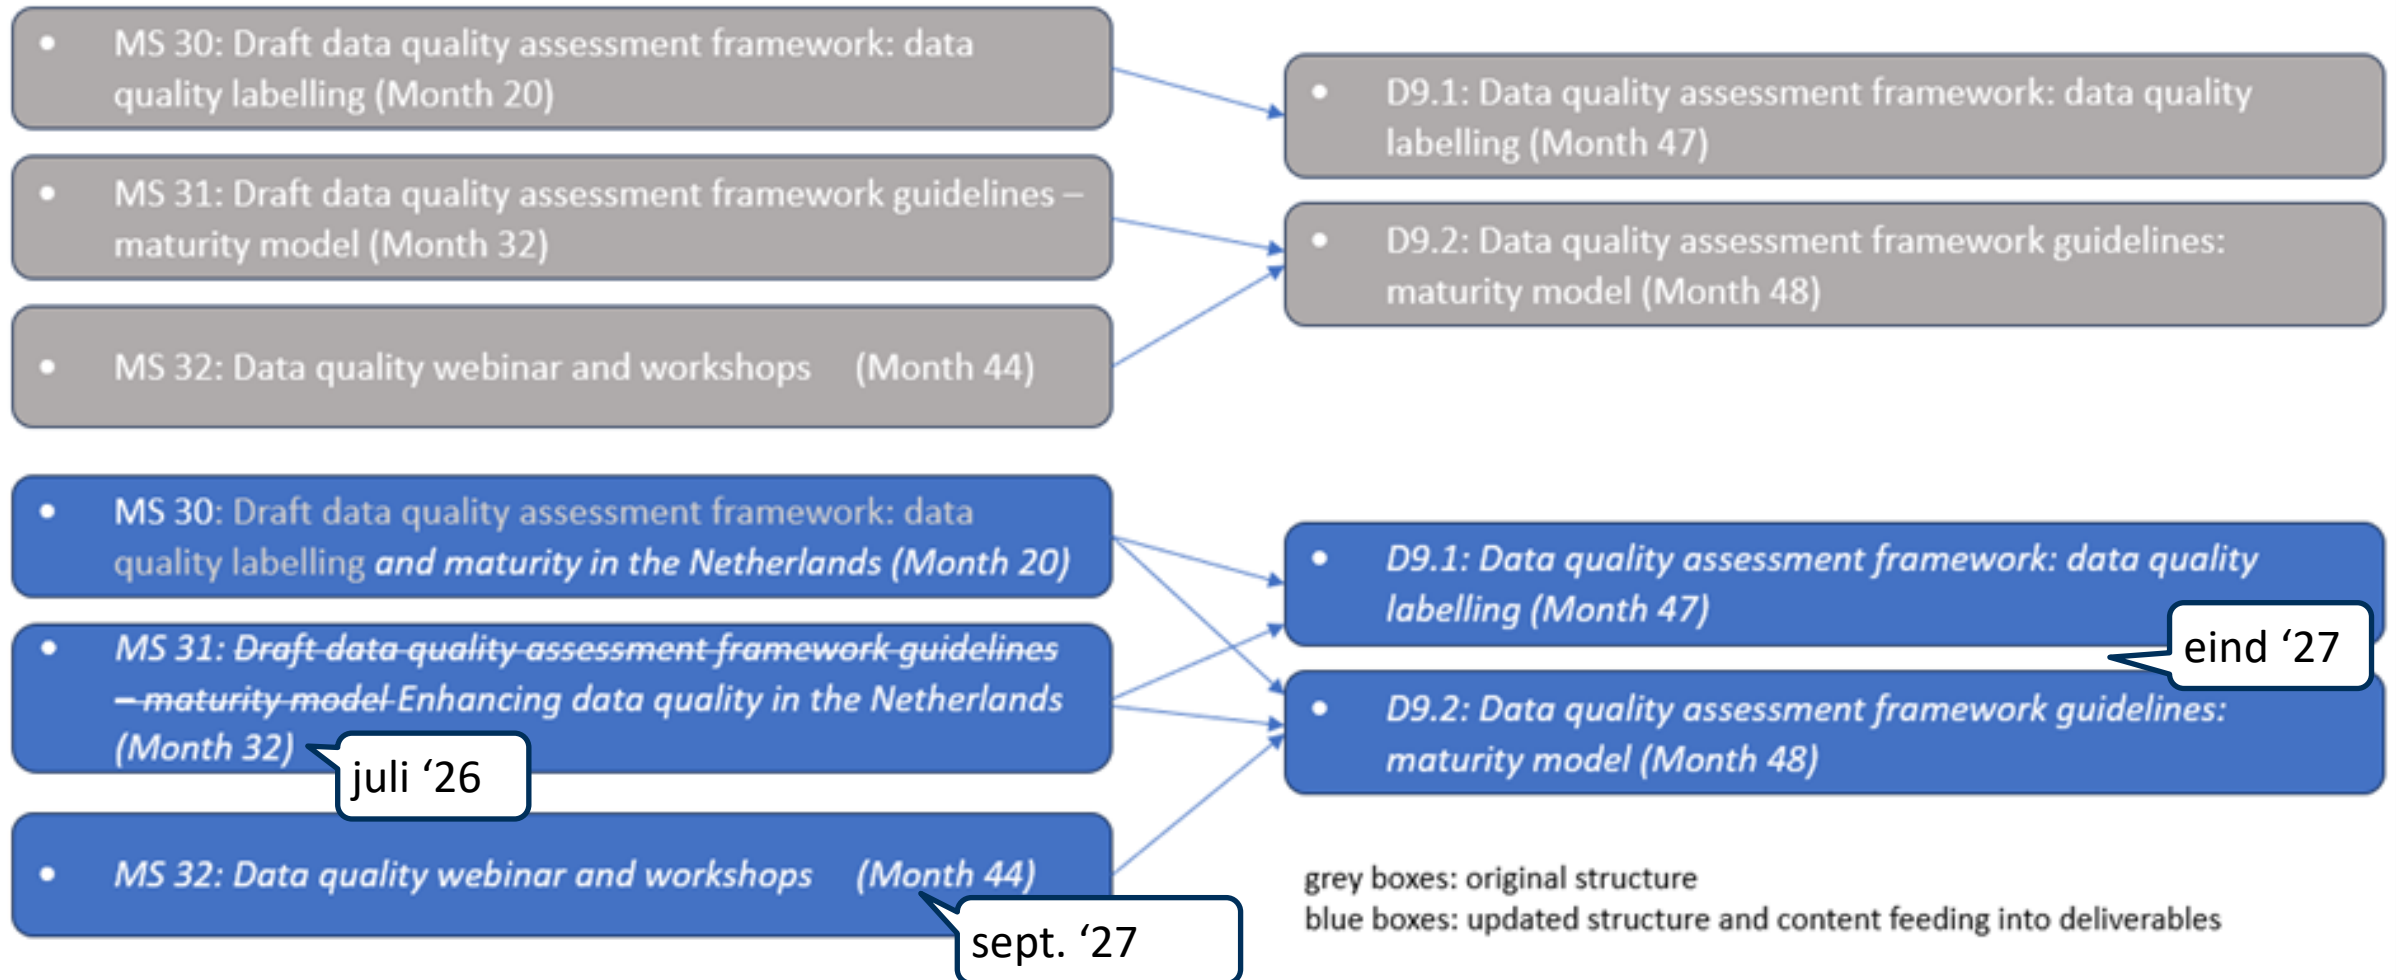 • MS 30: Draft data quality assessment framework: data
quality labelling (Month 20)
• MS 31: Draft data quality assessment framework guidelines –
maturity model (Month 32)
• MS 32: Data quality webinar and workshops (Month 44)
• D9.1: Data quality assessment framework: data quality
labelling (Month 47)
• D9.2: Data quality assessment framework guidelines:
maturity model (Month 48)
• MS 30: Draft data quality assessment framework: data
quality labelling and maturity in the Netherlands (Month 20)
• MS 31: Draft data quality assessment framework guidelines
– maturity model Enhancing data quality in the Netherlands
(Month 32)
juli ‘26
• MS 32: Data quality webinar and workshops (Month 44)
sept. ‘27
• D9.1: Data quality assessment framework: data quality
labelling (Month 47)
eind ‘27
• D9.2: Data quality assessment framework guidelines:
maturity model (Month 48)
grey boxes: original structure
blue boxes: updated structure and content feeding into deliverables